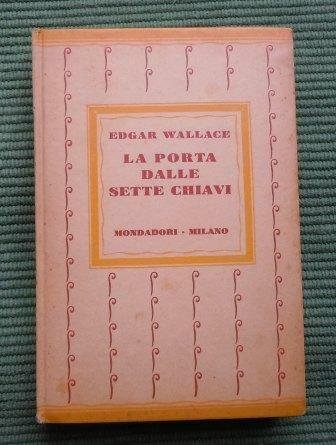 EDGAR WALLACE
LA PORTA
DALLE
SETTE CHIAVI
MONDADORI · MILANO